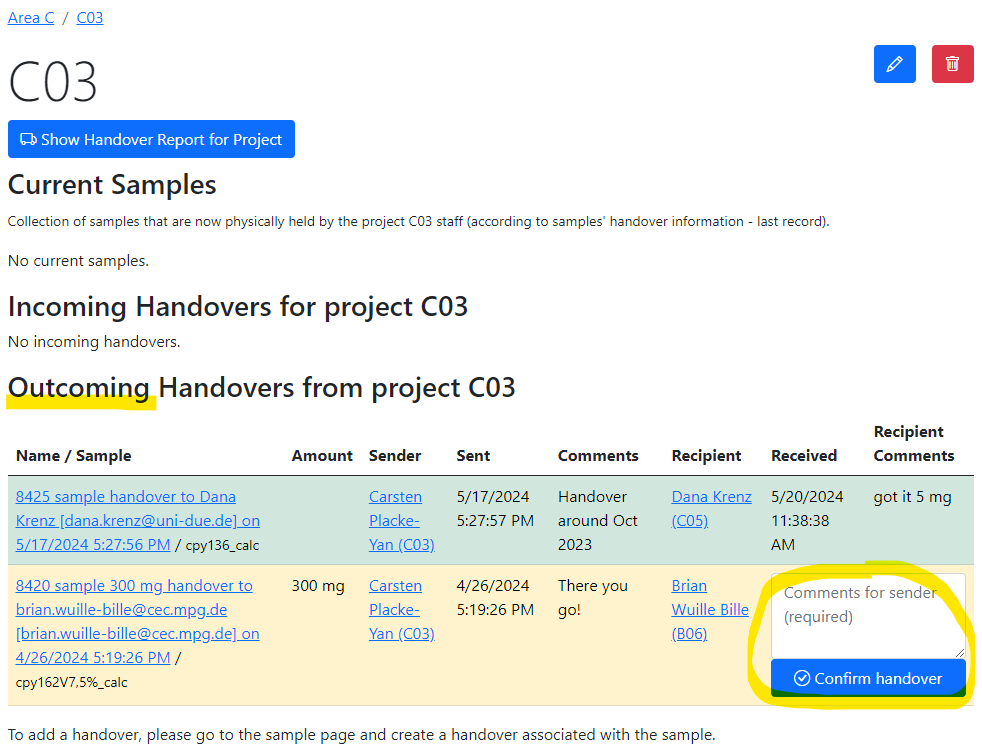 Area C / C03
C03
Show Handover Report for Project
Current Samples
Collection of samples that are now physically held by the project C03 staff (according to samples' handover information - last record).
No current samples.
Incoming Handovers for project C03
No incoming handovers.
Outcoming Handovers from project C03
Name / Sample Amount Sender Sent Comments Recipient Received Recipient
Comments
8425 sample handover to Dana
Krenz [dana.krenz@uni-due.de] on
5/17/2024 5:27:56 PM / cpy136_calc
Carsten
Placke-
Yan (C03)
5/17/2024
5:27:57 PM
Handover
around Oct
2023
Dana Krenz
(C05)
5/20/2024
11:38:38
AM
got it 5 mg
8420 sample 300 mg handover to
brian.wuille-bille@cec.mpg.de
[brian.wuille-bille@cec.mpg.de] on
4/26/2024 5:19:26 PM /
cpy162V7,5%_calc
300 mg
Carsten
Placke-
Yan (C03)
4/26/2024
5:19:26 PM
There you
go!
Brian
Wuille Bille
(B06)
Comments for sender
(required)
Confirm handover
To add a handover, please go to the sample page and create a handover associated with the sample.